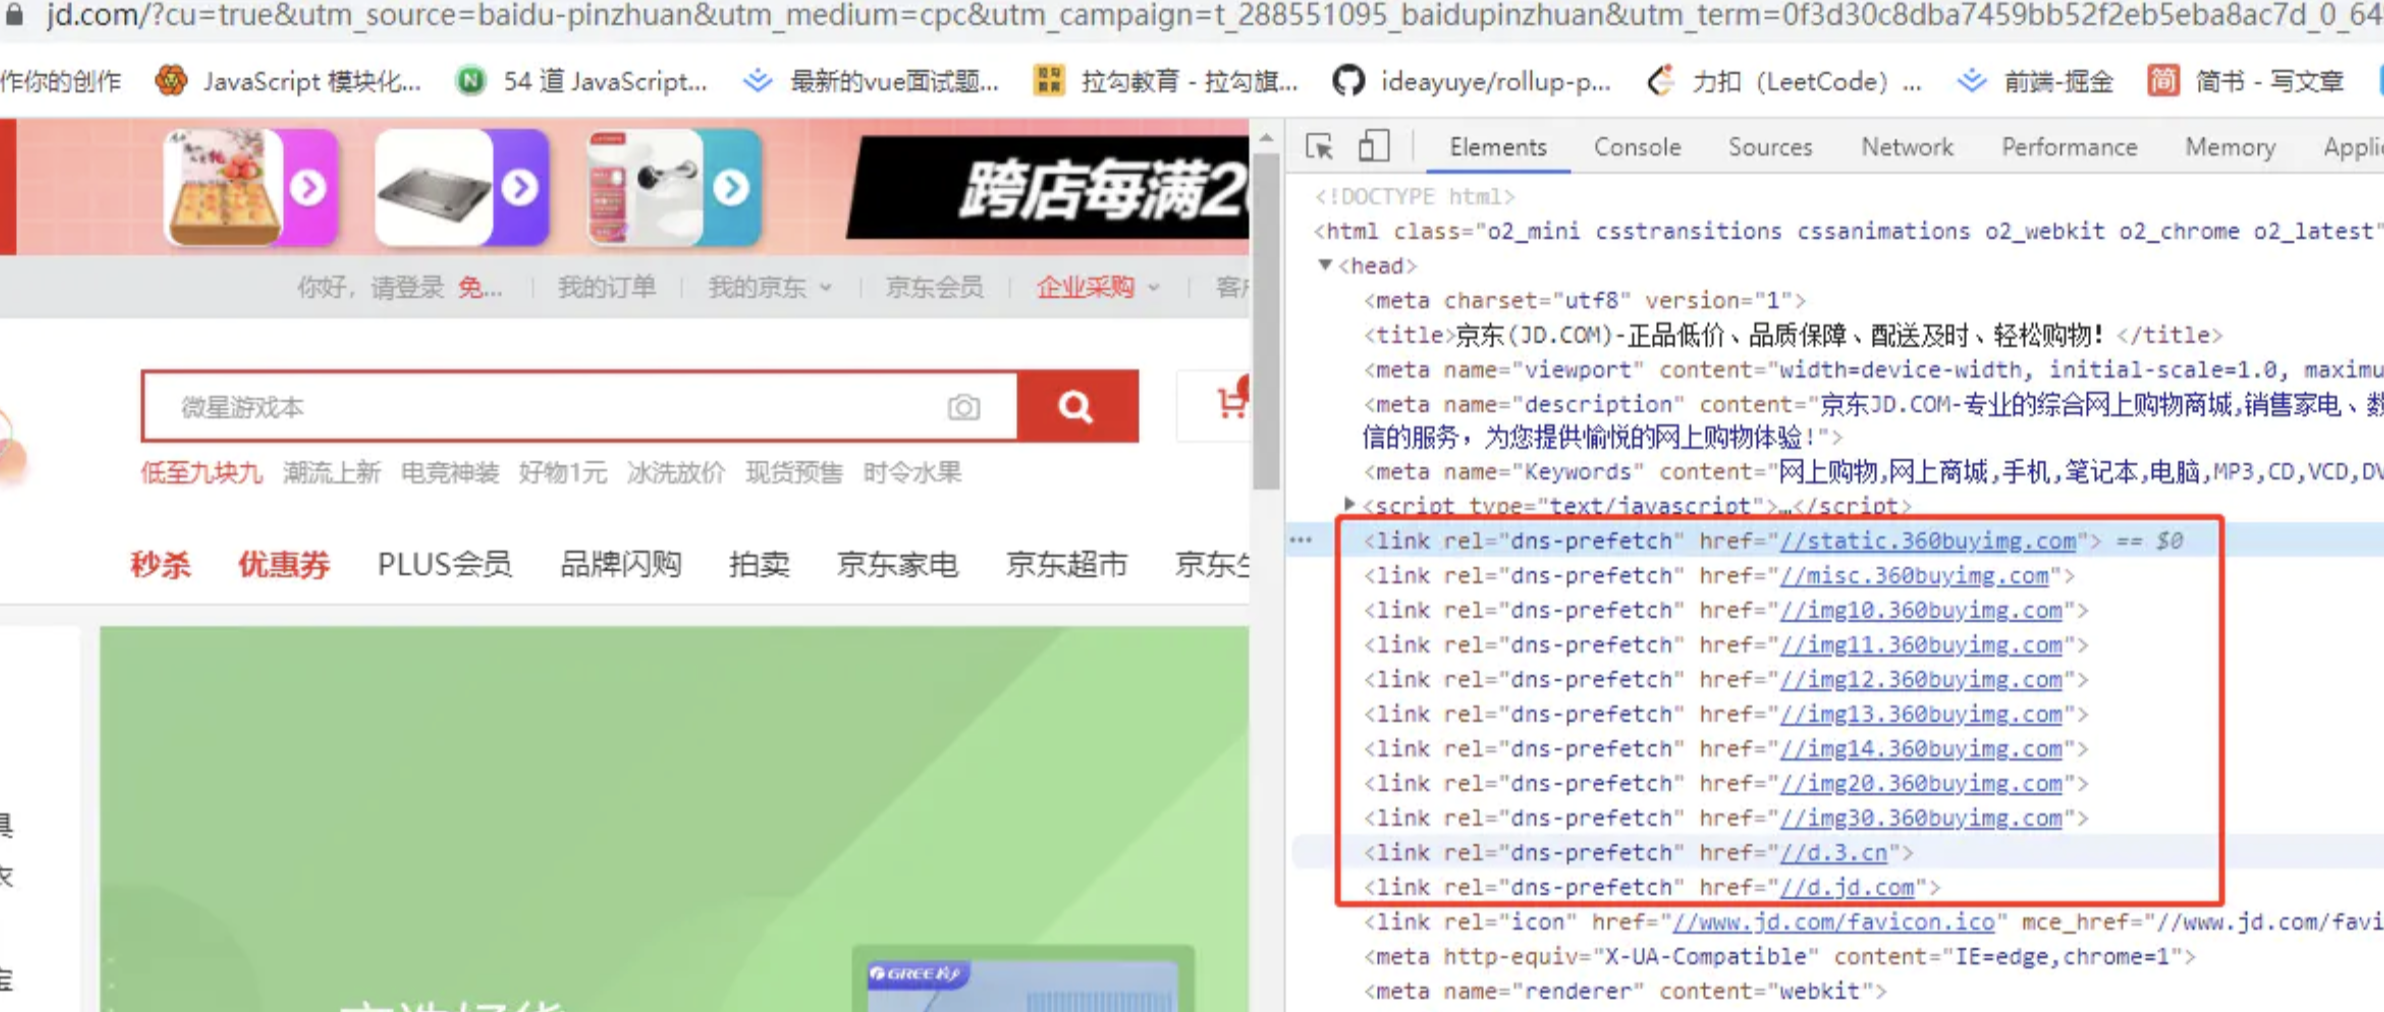 jd.com/?cu=true&utm_source=baidu-pinzhuan&utm_medium=cpc&utm_campaign=t_288551095_baidupinzhuan&utm_term=0f3d30c8dba7459bb52f2eb5eba8ac7d_0_64
作你的创作 JavaScript 模块化... 54 道 JavaScript... 最新的vue面试题... 拉勾教育 - 拉勾旗... ideayuye/rollup-p... 力扣（LeetCode）... 前端-掘金 简 简书 - 写文章
跨店每满2
你好，请登录 免... 我的订单 我的京东 京东会员 企业采购 客户
微星游戏本
低至九块九 潮流上新 电竞神装 好物1元 冰洗放价 现货预售 时令水果
秒杀 优惠券 PLUS会员 品牌闪购 拍卖 京东家电 京东超市 京东生
GREE格力
Elements Console Sources Network Performance Memory Appli
<!DOCTYPE html>
<html class="o2_mini csstransitions cssanimations o2_webkit o2_chrome o2_latest"
<head>
<meta charset="utf8" version="1">
<title>京东(JD.COM)-正品低价、品质保障、配送及时、轻松购物！</title>
<meta name="viewport" content="width=device-width, initial-scale=1.0, maximu
<meta name="description" content="京东JD.COM-专业的综合网上购物商城,销售家电、数
信的服务，为您提供愉悦的网上购物体验!">
<meta name="Keywords" content="网上购物,网上商城,手机,笔记本,电脑,MP3,CD,VCD,DV
<script type="text/javascript">…</script>
<link rel="dns-prefetch" href="//static.360buyimg.com"> == $0
<link rel="dns-prefetch" href="//misc.360buyimg.com">
<link rel="dns-prefetch" href="//img10.360buyimg.com">
<link rel="dns-prefetch" href="//img11.360buyimg.com">
<link rel="dns-prefetch" href="//img12.360buyimg.com">
<link rel="dns-prefetch" href="//img13.360buyimg.com">
<link rel="dns-prefetch" href="//img14.360buyimg.com">
<link rel="dns-prefetch" href="//img20.360buyimg.com">
<link rel="dns-prefetch" href="//img30.360buyimg.com">
<link rel="dns-prefetch" href="//d.3.cn">
<link rel="dns-prefetch" href="//d.jd.com">
<link rel="icon" href="//www.jd.com/favicon.ico" mce_href="//www.jd.com/favi
<meta http-equiv="X-UA-Compatible" content="IE=edge,chrome=1">
<meta name="renderer" content="webkit">